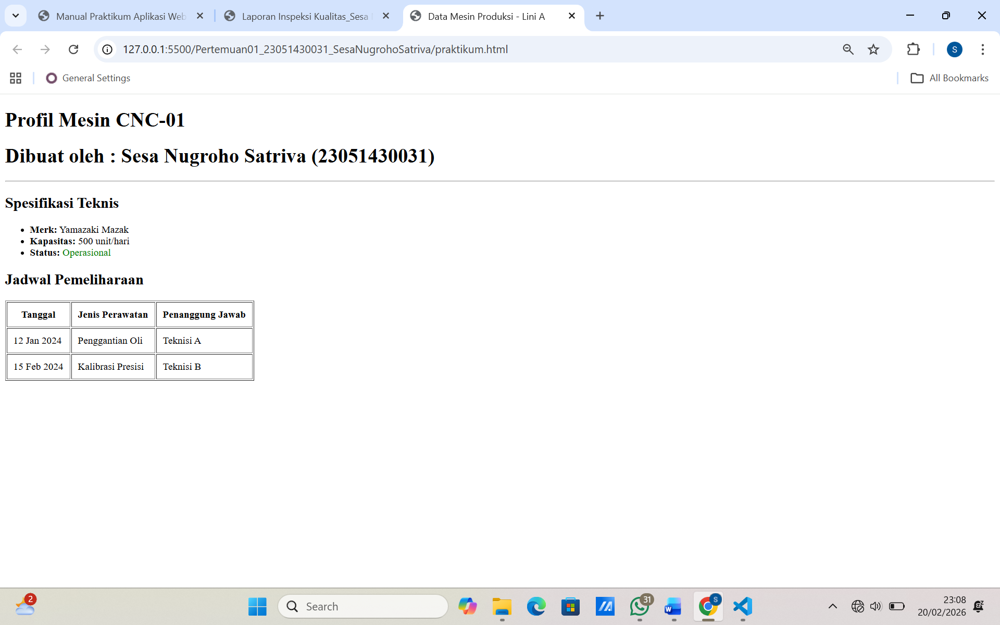 Manual Praktikum Aplikasi Web
Laporan Inspeksi Kualitas_Sesa
Data Mesin Produksi - Lini A
127.0.0.1:5500/Pertemuan01_23051430031_SesaNugrohoSatriva/praktikum.html
S
General Settings
All Bookmarks
Profil Mesin CNC-01
Dibuat oleh : Sesa Nugroho Satriva (23051430031)
Spesifikasi Teknis
• Merk: Yamazaki Mazak
• Kapasitas: 500 unit/hari
• Status: Operasional
Jadwal Pemeliharaan
Tanggal Jenis Perawatan Penanggung Jawab
12 Jan 2024 Penggantian Oli Teknisi A
15 Feb 2024 Kalibrasi Presisi Teknisi B
2
Search
31
W
S
23:08
20/02/2026